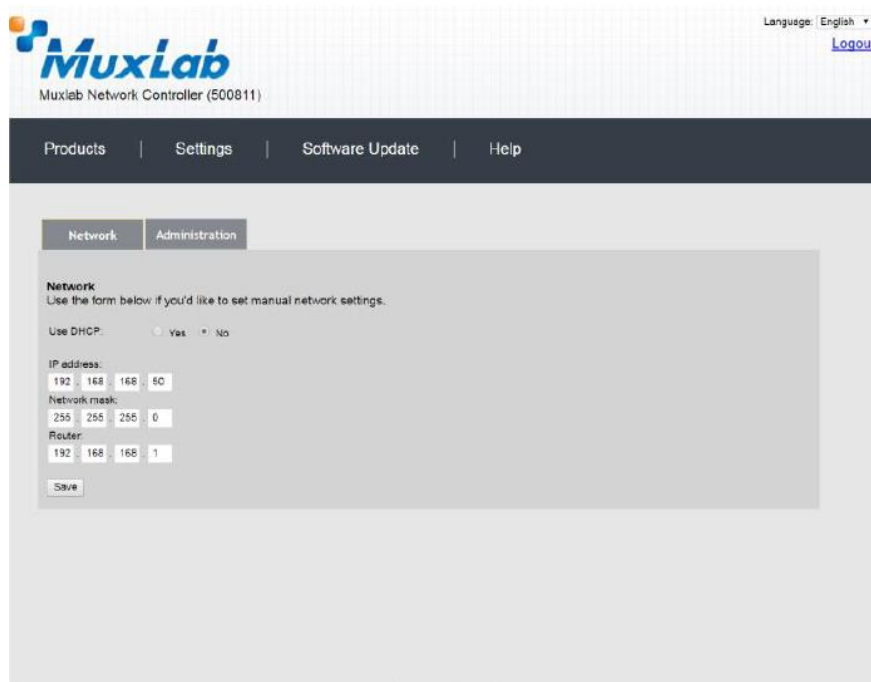 Language: English
Logou
MuxLab
Muxlab Network Controller (500811)
Products | Settings | Software Update | Help
Network Administration
Network
Use the form below if you'd like to set manual network settings.
Use DHCP: Yes No
IP address:
192 . 168 . 168 . 50
Network mask:
255 . 255 . 255 . 0
Router:
192 . 168 . 168 . 1
Save